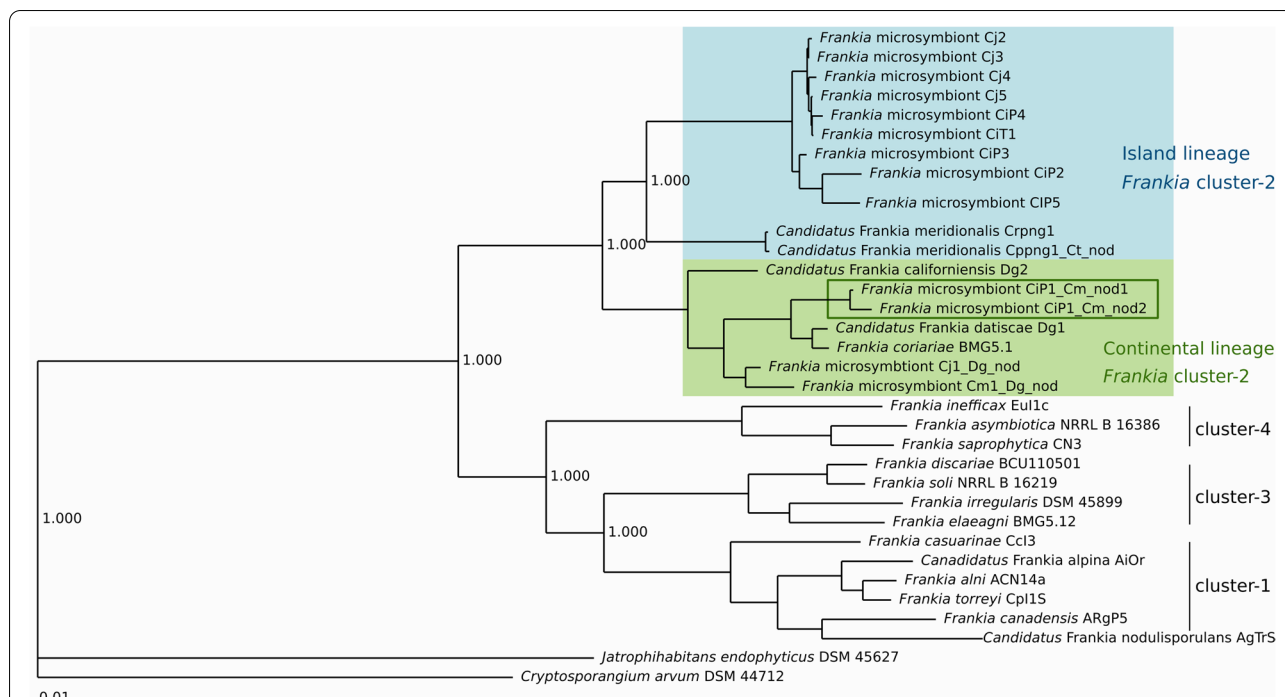 Frankia microsymbiont Cj2
Frankia microsymbiont Cj3
Frankia microsymbiont Cj4
Frankia microsymbiont Cj5
Frankia microsymbiont CiP4
Frankia microsymbiont CiT1
Frankia microsymbiont CiP3
Frankia microsymbiont CiP2
Frankia microsymbiont CIP5
Island lineage
Frankia cluster-2
1.000
Candidatus Frankia meridionalis Crpng1
Candidatus Frankia meridionalis Cppng1_Ct_nod
1.000
Candidatus Frankia californiensis Dg2
Frankia microsymbiont CiP1_Cm_nod1
Frankia microsymbiont CiP1_Cm_nod2
Candidatus Frankia datiscae Dg1
Frankia coriariae BMG5.1
Frankia microsymbtiont Cj1_Dg_nod
Frankia microsymbiont Cm1_Dg_nod
Continental lineage
Frankia cluster-2
1.000
Frankia inefficax EuI1c
Frankia asymbiotica NRRL B 16386
Frankia saprophytica CN3
cluster-4
1.000
Frankia discariae BCU110501
Frankia soli NRRL B 16219
Frankia irregularis DSM 45899
Frankia elaeagni BMG5.12
cluster-3
1.000
1.000
Frankia casuarinae CcI3
Canadidatus Frankia alpina AiOr
Frankia alni ACN14a
Frankia torreyi CpI1S
Frankia canadensis ARgP5
Candidatus Frankia nodulisporulans AgTrS
cluster-1
Jatrophihabitans endophyticus DSM 45627
Cryptosporangium arvum DSM 44712
0.01